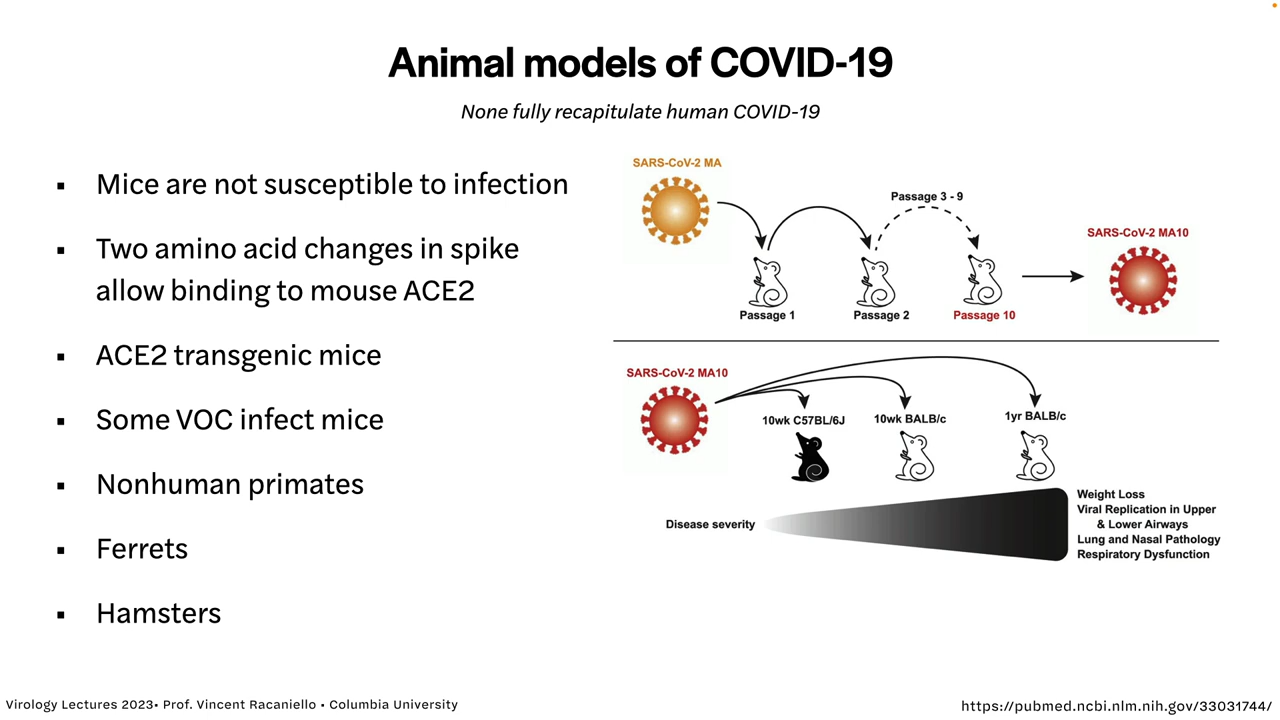 Animal models of COVID-19
None fully recapitulate human COVID-19
▪ Mice are not susceptible to infection
▪ Two amino acid changes in spike
allow binding to mouse ACE2
▪ ACE2 transgenic mice
▪ Some VOC infect mice
▪ Nonhuman primates
▪ Ferrets
▪ Hamsters
SARS-CoV-2 MA
Passage 3 - 9
SARS-CoV-2 MA10
Passage 1
Passage 2
Passage 10
SARS-CoV-2 MA10
10wk C57BL/6J
10wk BALB/c
1yr BALB/c
Disease severity
Weight Loss
Viral Replication in Upper
& Lower Airways
Lung and Nasal Pathology
Respiratory Dysfunction
Virology Lectures 2023• Prof. Vincent Racaniello • Columbia University
https://pubmed.ncbi.nlm.nih.gov/33031744/